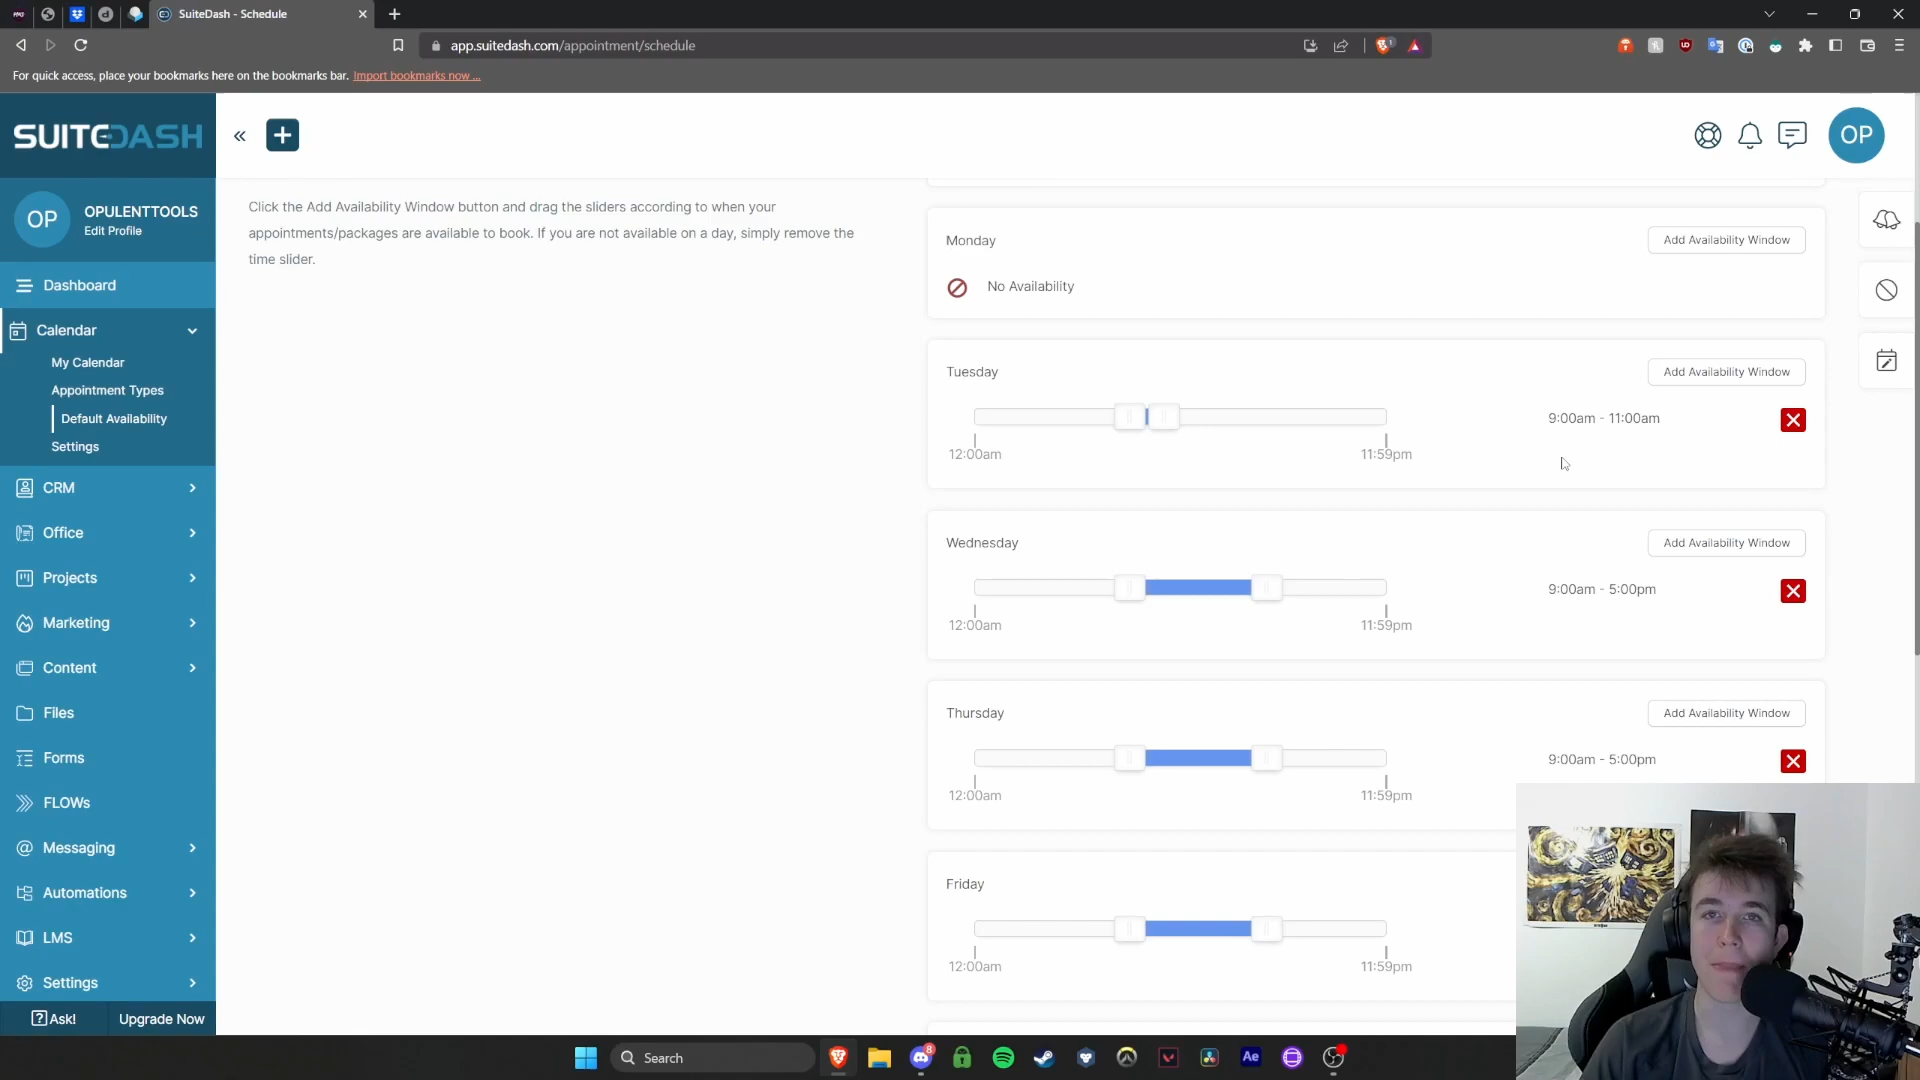 SuiteDash - Schedule
app.suitedash.com/appointment/schedule
For quick access, place your bookmarks here on the bookmarks bar. Import bookmarks now ...
SUITEDASH
OP
OP
OPULENTTOOLS
Edit Profile
Dashboard
Calendar
My Calendar
Appointment Types
Default Availability
Settings
CRM
Office
Projects
Marketing
Content
Files
Forms
FLOWs
Messaging
Automations
LMS
Settings
Ask!
Upgrade Now
Click the Add Availability Window button and drag the sliders according to when your
appointments/packages are available to book. If you are not available on a day, simply remove the
time slider.
Monday
Add Availability Window
No Availability
Tuesday
Add Availability Window
9:00am - 11:00am
12:00am
11:59pm
Wednesday
Add Availability Window
9:00am - 5:00pm
12:00am
11:59pm
Thursday
Add Availability Window
9:00am - 5:00pm
12:00am
11:59pm
Friday
12:00am
11:59pm
Search
8
Ae